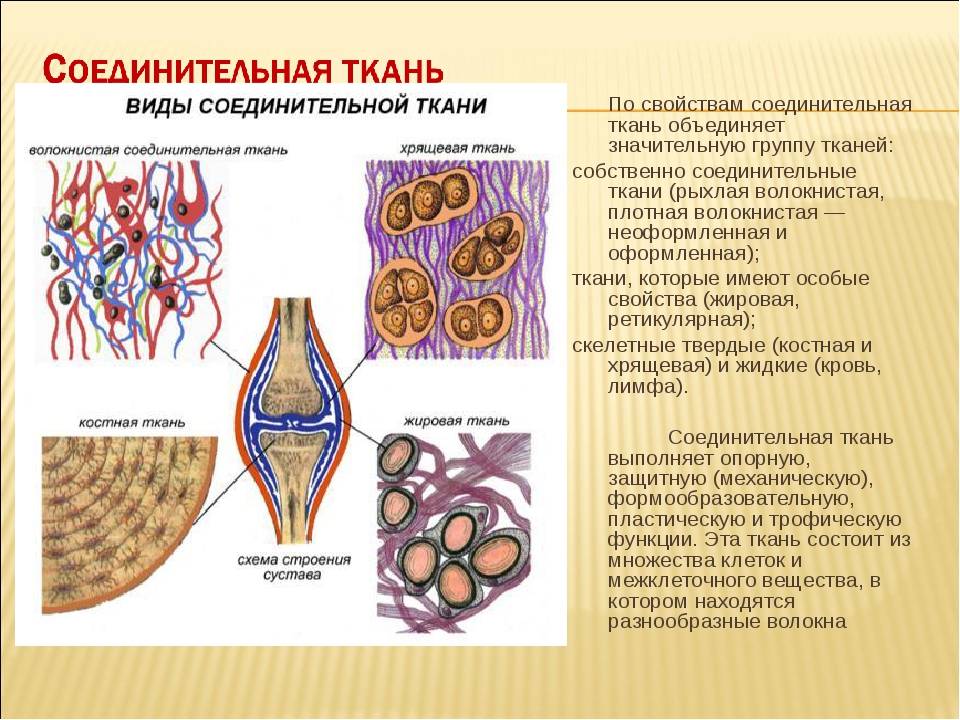 СОЕДИНИТЕЛЬНАЯ ТКАНЬ
ВИДЫ СОЕДИНИТЕЛЬНОЙ ТКАНИ
волокнистая соединительная ткань
хрящевая ткань
костная ткань
жировая ткань
схема строения
сустава
По свойствам соединительная
ткань объединяет
значительную группу тканей:
собственно соединительные
ткани (рыхлая волокнистая,
плотная волокнистая —
неоформленная и
оформленная);
ткани, которые имеют особые
свойства (жировая,
ретикулярная);
скелетные твердые (костная и
хрящевая) и жидкие (кровь,
лимфа).
Соединительная ткань
выполняет опорную,
защитную (механическую),
формообразовательную,
пластическую и трофическую
функции. Эта ткань состоит из
множества клеток и
межклеточного вещества, в
котором находятся
разнообразные волокна